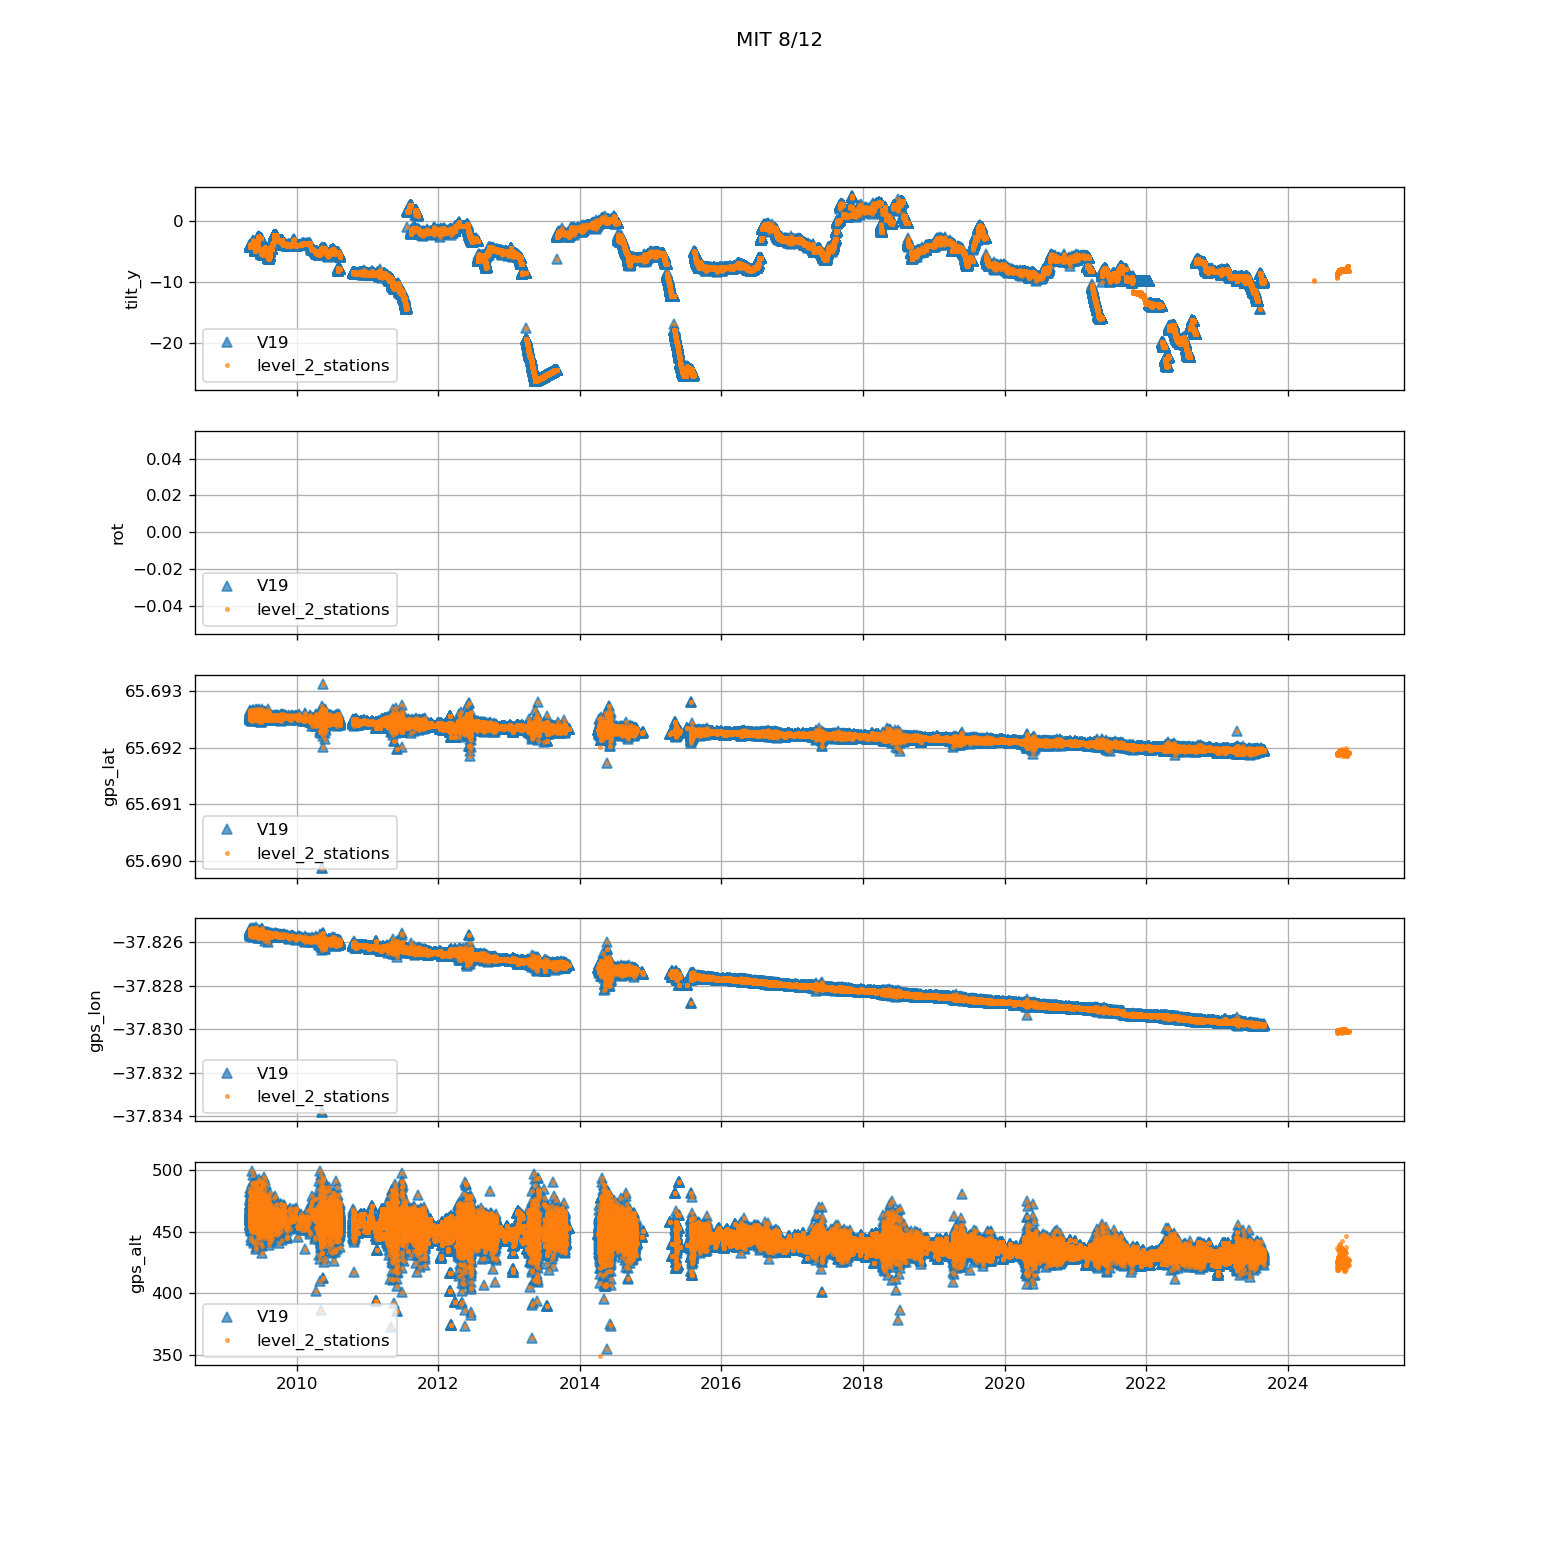 MIT 8/12
0
−10
−20
tilt_y
V19
level_2_stations
0.04
0.02
0.00
−0.02
−0.04
rot
V19
level_2_stations
65.693
65.692
65.691
65.690
gps_lat
V19
level_2_stations
−37.826
−37.828
−37.830
−37.832
−37.834
gps_lon
V19
level_2_stations
500
450
400
350
gps_alt
V19
level_2_stations
2010 2012 2014 2016 2018 2020 2022 2024